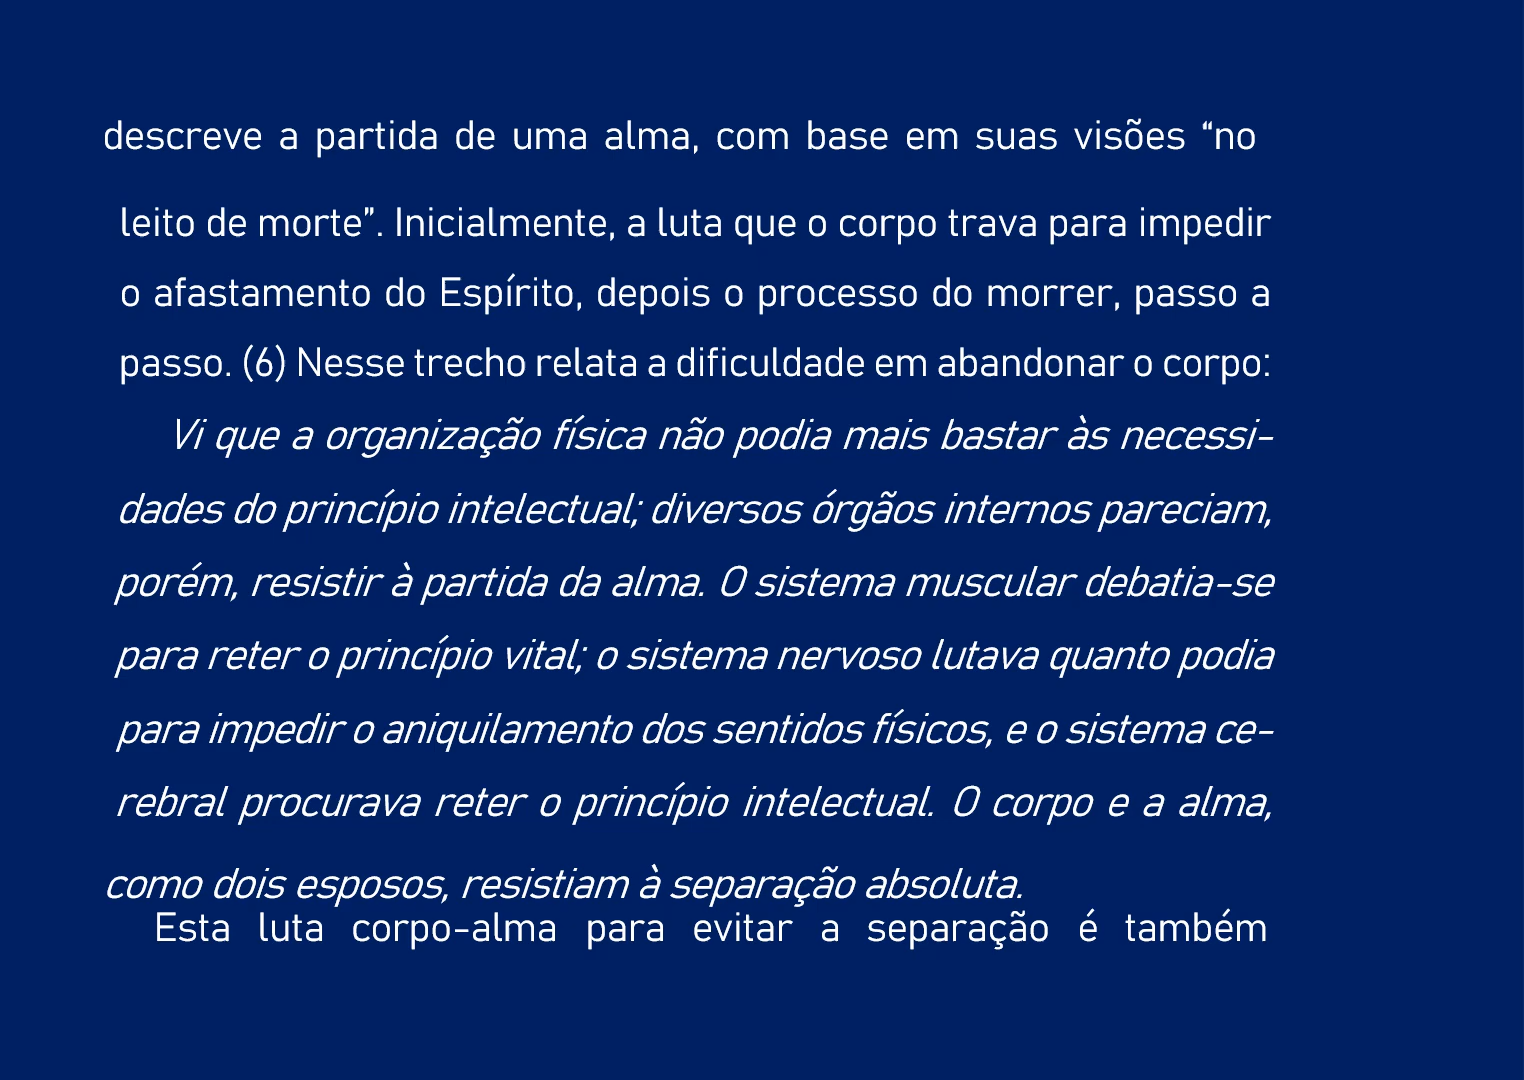 descreve a partida de uma alma, com base em suas visões “no
leito de morte”. Inicialmente, a luta que o corpo trava para impedir
o afastamento do Espírito, depois o processo do morrer, passo a
passo. (6) Nesse trecho relata a dificuldade em abandonar o corpo:
Vi que a organização física não podia mais bastar às necessi-
dades do princípio intelectual; diversos órgãos internos pareciam,
porém, resistir à partida da alma. O sistema muscular debatia-se
para reter o princípio vital; o sistema nervoso lutava quanto podia
para impedir o aniquilamento dos sentidos físicos, e o sistema ce-
rebral procurava reter o princípio intelectual. O corpo e a alma,
como dois esposos, resistiam à separação absoluta.
Esta luta corpo-alma para evitar a separação é também